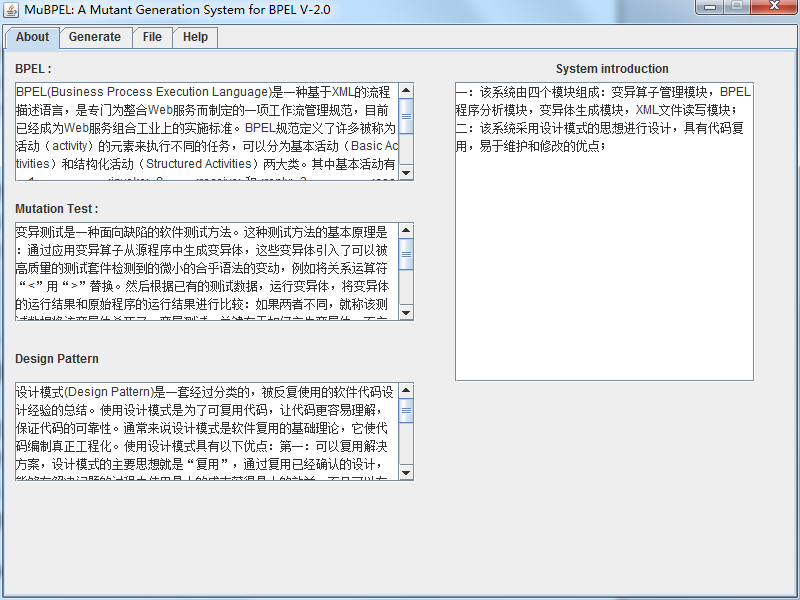 MuBPEL: A Mutant Generation System for BPEL V-2.0
About
Generate
File
Help
BPEL :
BPEL(Business Process Execution Language)是一种基于XML的流程
描述语言，是专门为整合Web服务而制定的一项工作流管理规范，目前
已经成为Web服务组合工业上的实施标准。BPEL规范定义了许多被称为
活动（activity）的元素来执行不同的任务，可以分为基本活动（Basic Ac
tivities）和结构化活动（Structured Activities）两大类。其中基本活动有
Mutation Test :
变异测试是一种面向缺陷的软件测试方法。这种测试方法的基本原理是
：通过应用变异算子从源程序中生成变异体，这些变异体引入了可以被
高质量的测试套件检测到的微小的合乎语法的变动，例如将关系运算符
“<”用“>”替换。然后根据已有的测试数据，运行变异体，将变异体
的运行结果和原始程序的运行结果进行比较：如果两者不同，就称该测
Design Pattern
设计模式(Design Pattern)是一套经过分类的，被反复使用的软件代码设
计经验的总结。使用设计模式是为了可复用代码，让代码更容易理解，
保证代码的可靠性。通常来说设计模式是软件复用的基础理论，它使代
码编制真正工程化。使用设计模式具有以下优点：第一：可以复用解决
方案，设计模式的主要思想就是“复用”，通过复用已经确认的设计，
System introduction
一：该系统由四个模块组成：变异算子管理模块，BPEL
程序分析模块，变异体生成模块，XML文件读写模块；
二：该系统采用设计模式的思想进行设计，具有代码复
用，易于维护和修改的优点；